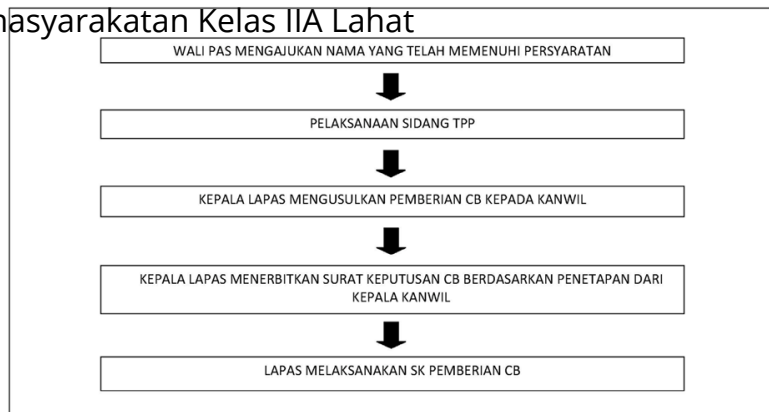 masyarakatan Kelas IIA Lahat
WALI PAS MENGAJUKAN NAMA YANG TELAH MEMENUHI PERSYARATAN
PELAKSANAAN SIDANG TPP
KEPALA LAPAS MENGUSULKAN PEMBERIAN CB KEPADA KANWIL
KEPALA LAPAS MENERBITKAN SURAT KEPUTUSAN CB BERDASARKAN PENETAPAN DARI
KEPALA KANWIL
LAPAS MELAKSANAKAN SK PEMBERIAN CB